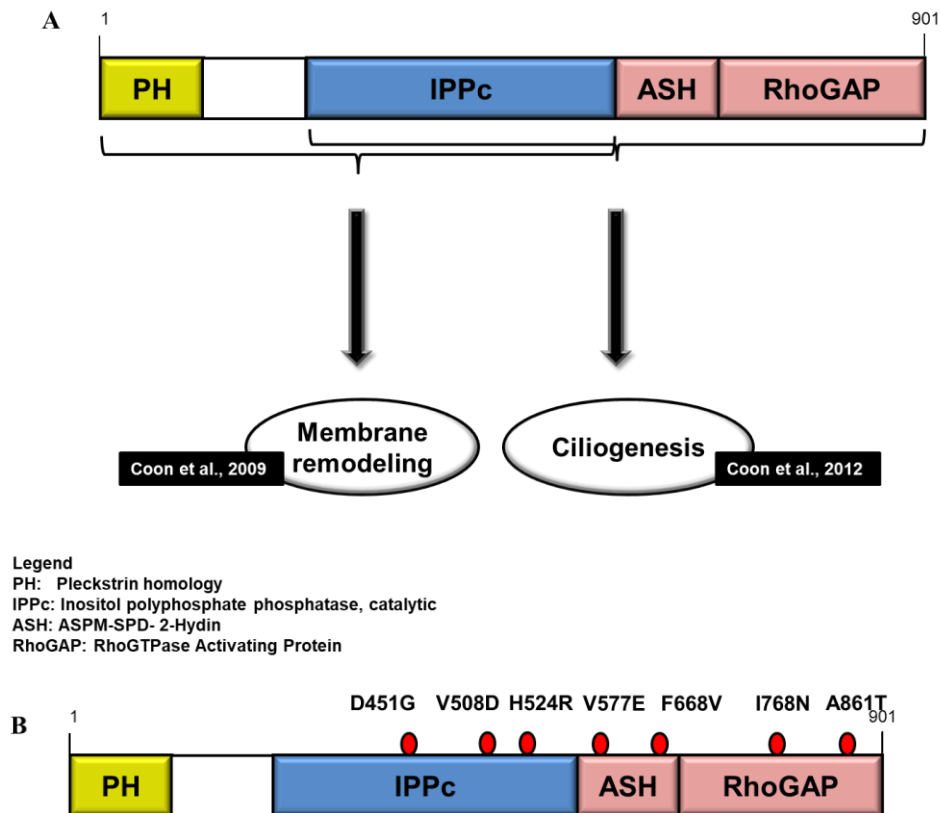 A
1
901
PH
IPPc
ASH
RhoGAP
Membrane
remodeling
Ciliogenesis
Coon et al., 2009
Coon et al., 2012
Legend
PH: Pleckstrin homology
IPPc: Inositol polyphosphate phosphatase, catalytic
ASH: ASPM-SPD- 2-Hydin
RhoGAP: RhoGTPase Activating Protein
B
1
D451G V508D H524R V577E F668V I768N A861T
901
PH
IPPc
ASH
RhoGAP